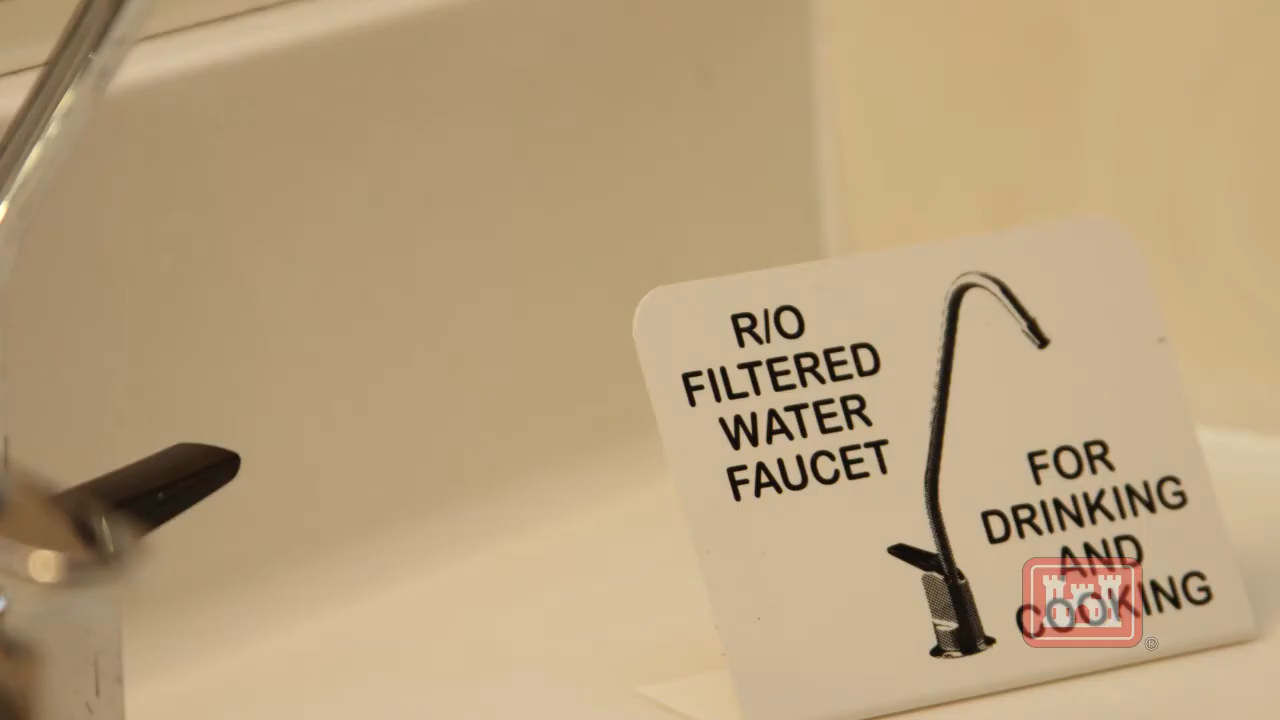 R/O
FILTERED
WATER
FAUCET
FOR
DRINKING
AND
COOKING
®